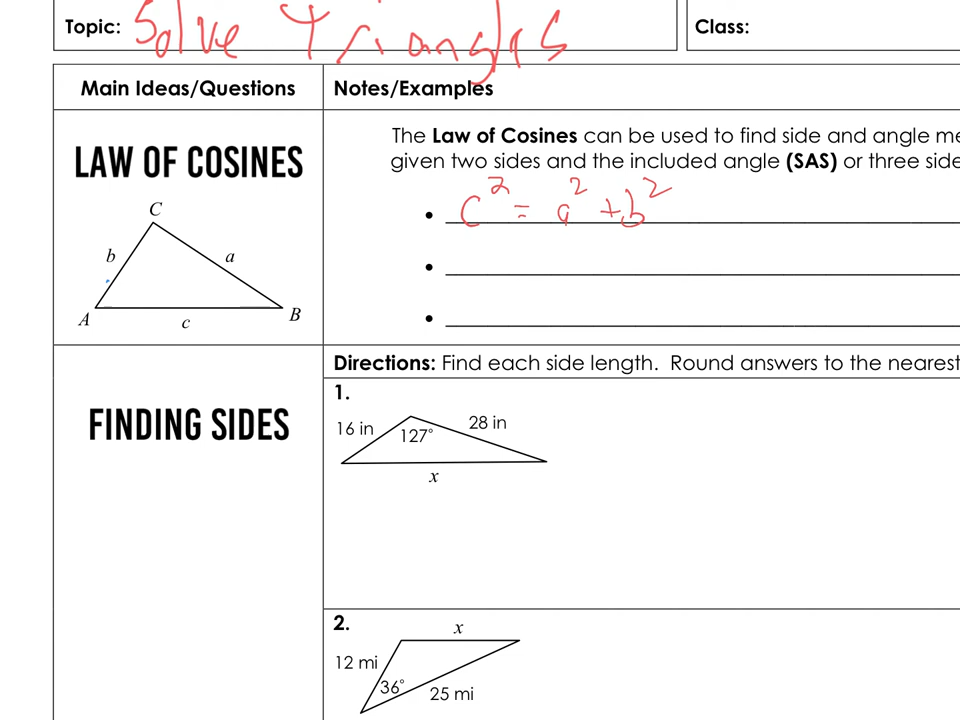 Topic: Solve Triangles
Class:
Main Ideas/Questions
Notes/Examples
LAW OF COSINES
The Law of Cosines can be used to find side and angle me
given two sides and the included angle (SAS) or three side
• c² = a² + b²
•
•
C
b
a
A
B
c
Directions: Find each side length. Round answers to the nearest
FINDING SIDES
1.
16 in
127°
28 in
x
2.
x
12 mi
36°
25 mi